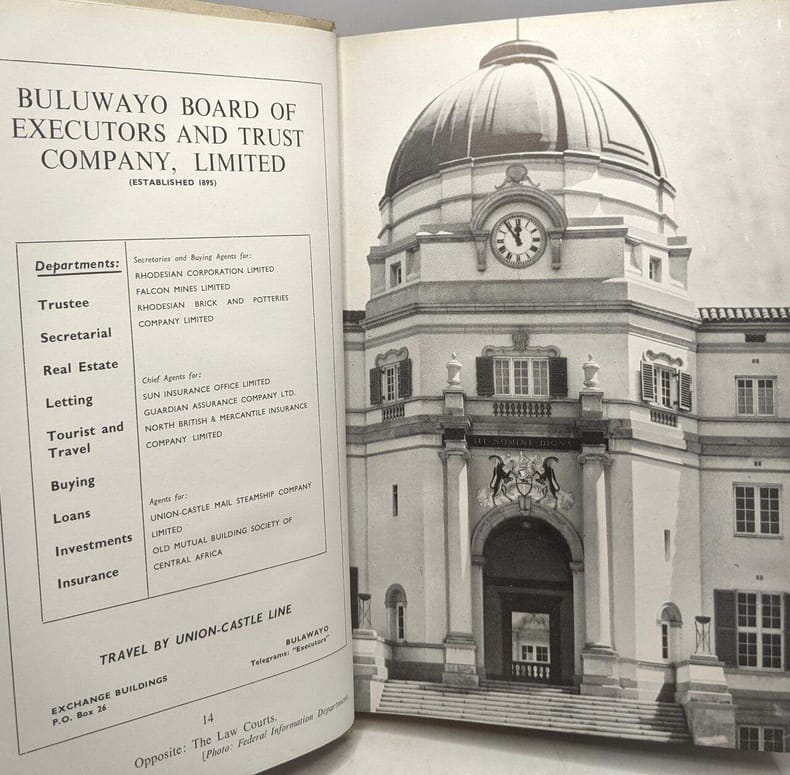 BULUWAYO BOARD OF
EXECUTORS AND TRUST
COMPANY, LIMITED
(ESTABLISHED 1895)
Departments:
Trustee
Secretarial
Real Estate
Letting
Tourist and
Travel
Buying
Loans
Investments
Insurance
Secretaries and Buying Agents for:
RHODESIAN CORPORATION LIMITED
FALCON MINES LIMITED
RHODESIAN BRICK AND POTTERIES
COMPANY LIMITED
Chief Agents for:
SUN INSURANCE OFFICE LIMITED
GUARDIAN ASSURANCE COMPANY LTD.
NORTH BRITISH & MERCANTILE INSURANCE
COMPANY LIMITED
Agents for:
UNION-CASTLE MAIL STEAMSHIP COMPANY
LIMITED
OLD MUTUAL BUILDING SOCIETY OF
CENTRAL AFRICA
TRAVEL BY UNION-CASTLE LINE
EXCHANGE BUILDINGS
P.O. Box 26
BULAWAYO
Telegrams: "Executors"
14
Opposite: The Law Courts.
[Photo: Federal Information Department.
NOMINE DIGNA